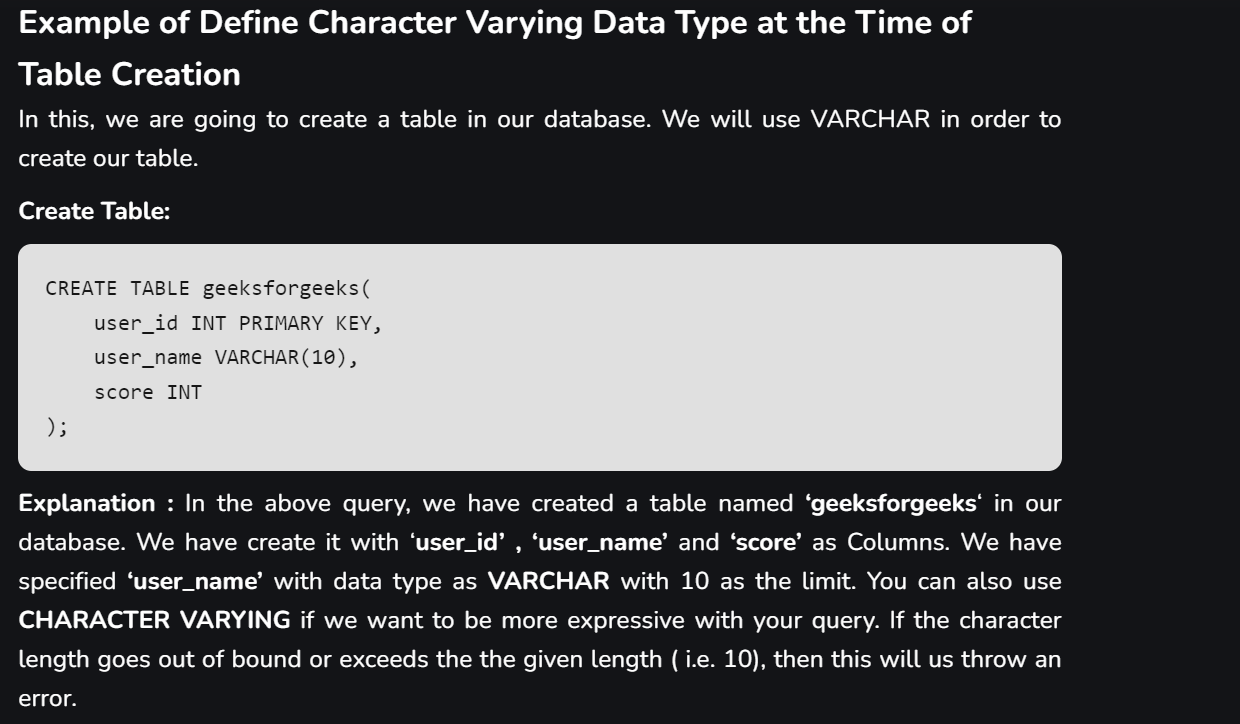 Example of Define Character Varying Data Type at the Time of
Table Creation
In this, we are going to create a table in our database. We will use VARCHAR in order to
create our table.
Create Table:
CREATE TABLE geeksforgeeks(
    user_id INT PRIMARY KEY,
    user_name VARCHAR(10),
    score INT
);
Explanation : In the above query, we have created a table named ‘geeksforgeeks‘ in our
database. We have create it with ‘user_id’ , ‘user_name’ and ‘score’ as Columns. We have
specified ‘user_name’ with data type as VARCHAR with 10 as the limit. You can also use
CHARACTER VARYING if we want to be more expressive with your query. If the character
length goes out of bound or exceeds the the given length ( i.e. 10), then this will us throw an
error.